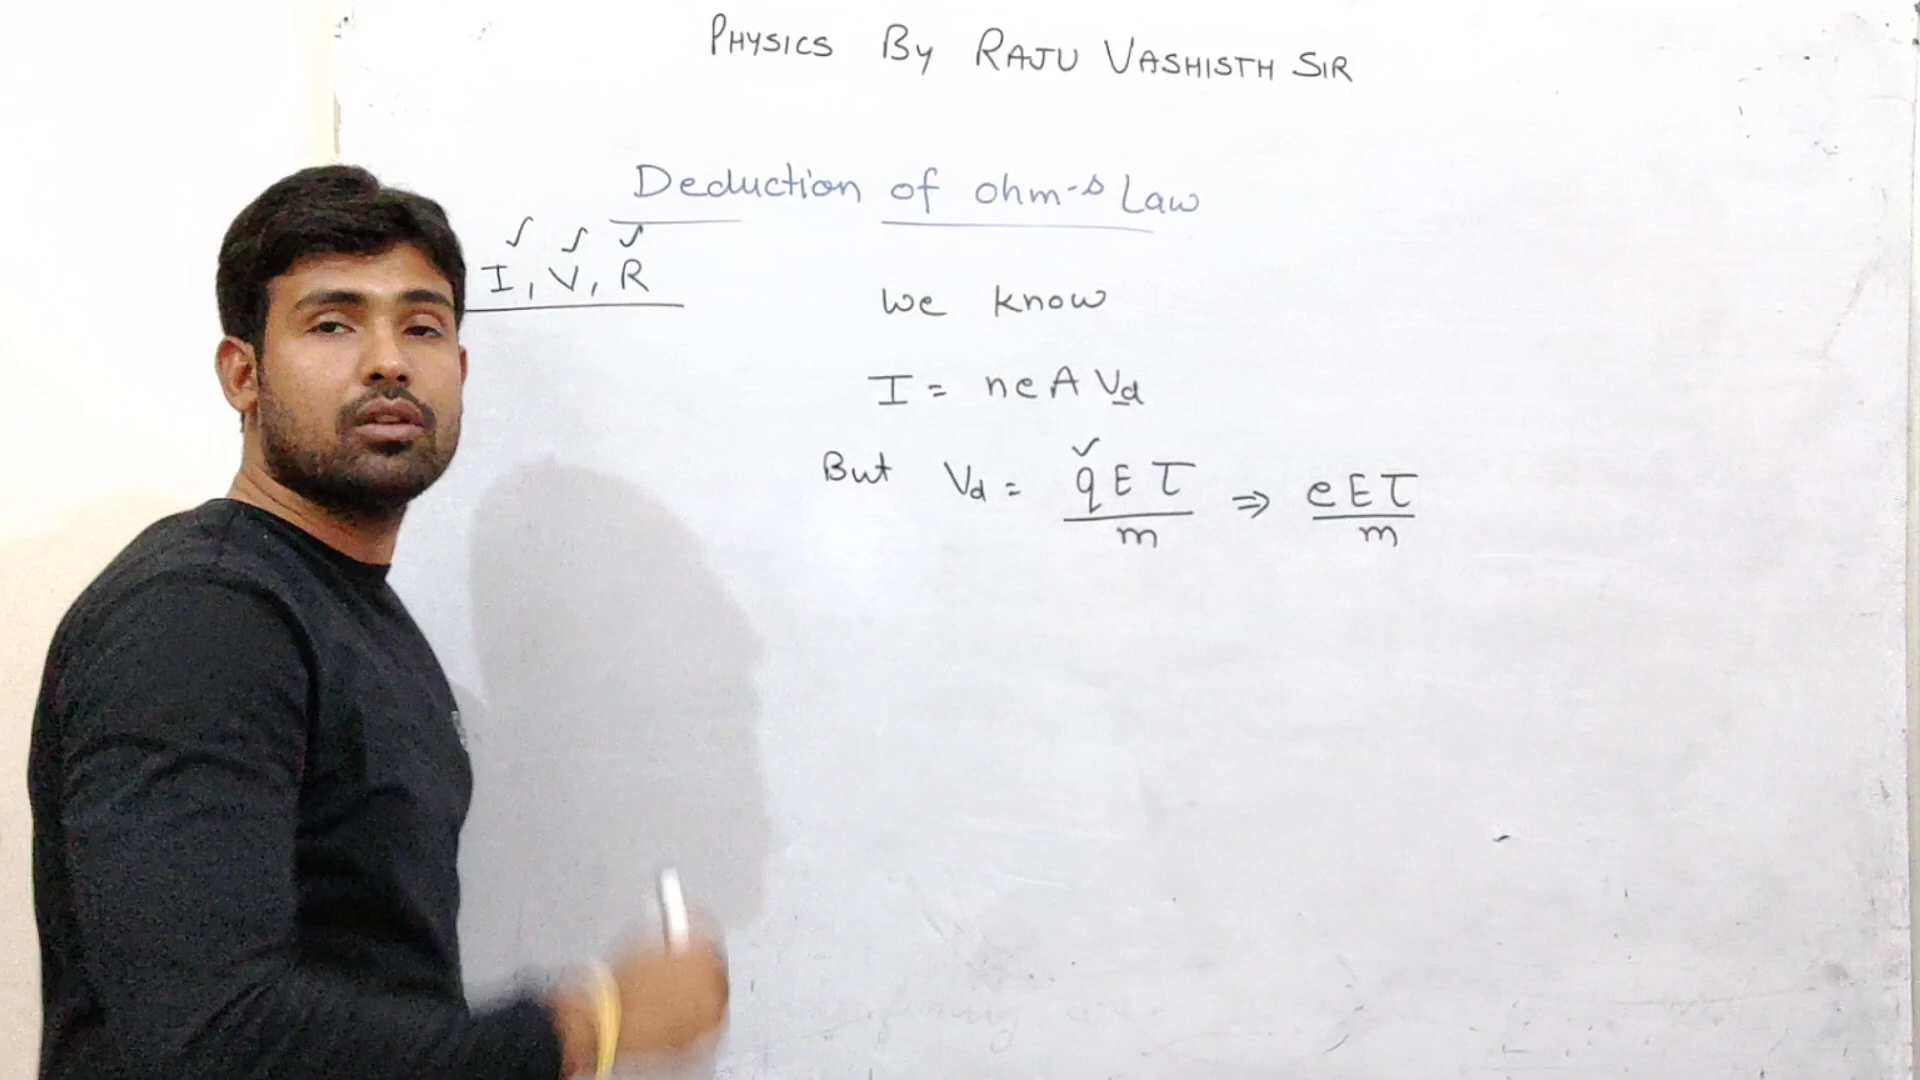 PHYSICS By RAJU VASHISTH SIR
Deduction of ohm-s Law
I, V, R
we know
I = neA Vd
But Vd = qEτ/m ⇒ eEτ/m